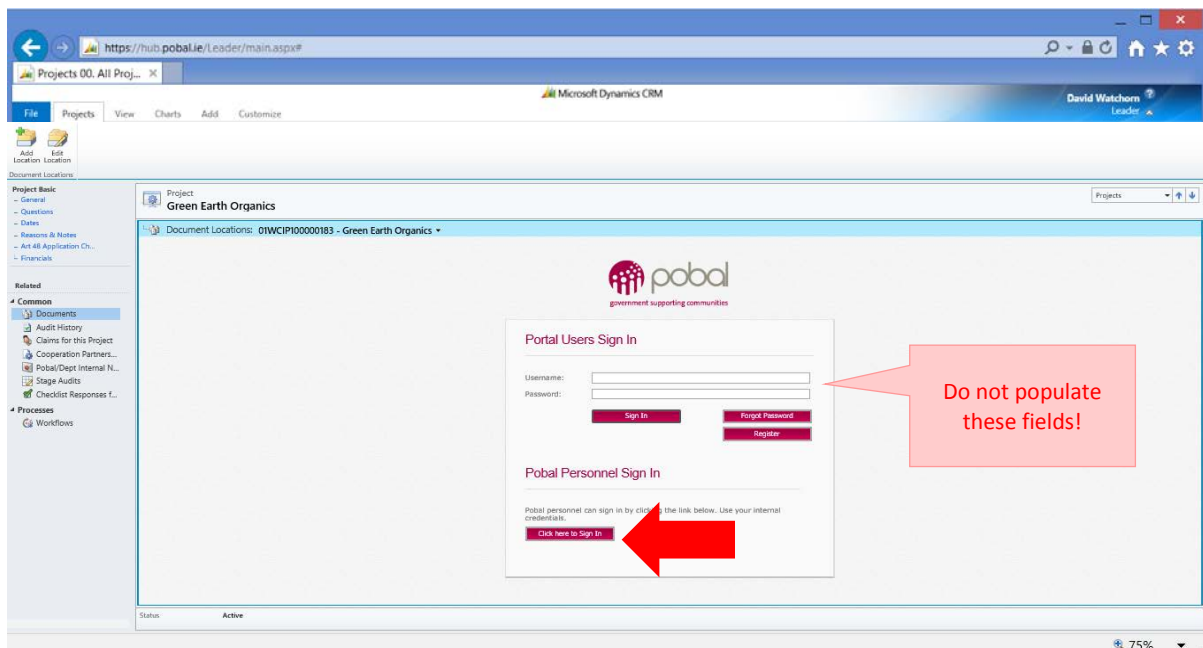 https://hub.pobal.ie/Leader/main.aspx#
Projects 00. All Proj...
Microsoft Dynamics CRM
David Watchorn
Leader
File Projects View Charts Add Customize
Add Location
Edit Location
Document Locations
Project Basic
General
Questions
Dates
Reasons & Notes
Art 48 Application Ch...
Financials
Related
Common
Documents
Audit History
Claims for this Project
Cooperation Partners...
Pobal/Dept Internal N...
Stage Audits
Checklist Responses f...
Processes
Workflows
Project
Green Earth Organics
Projects
Document Locations: 01WCIP100000183 - Green Earth Organics
pobal
government supporting communities
Portal Users Sign In
Username:
Password:
Sign In
Forgot Password
Register
Do not populate
these fields!
Pobal Personnel Sign In
Pobal personnel can sign in by the link below. Use your internal
credentials.
Click here to Sign In
Status Active
75%